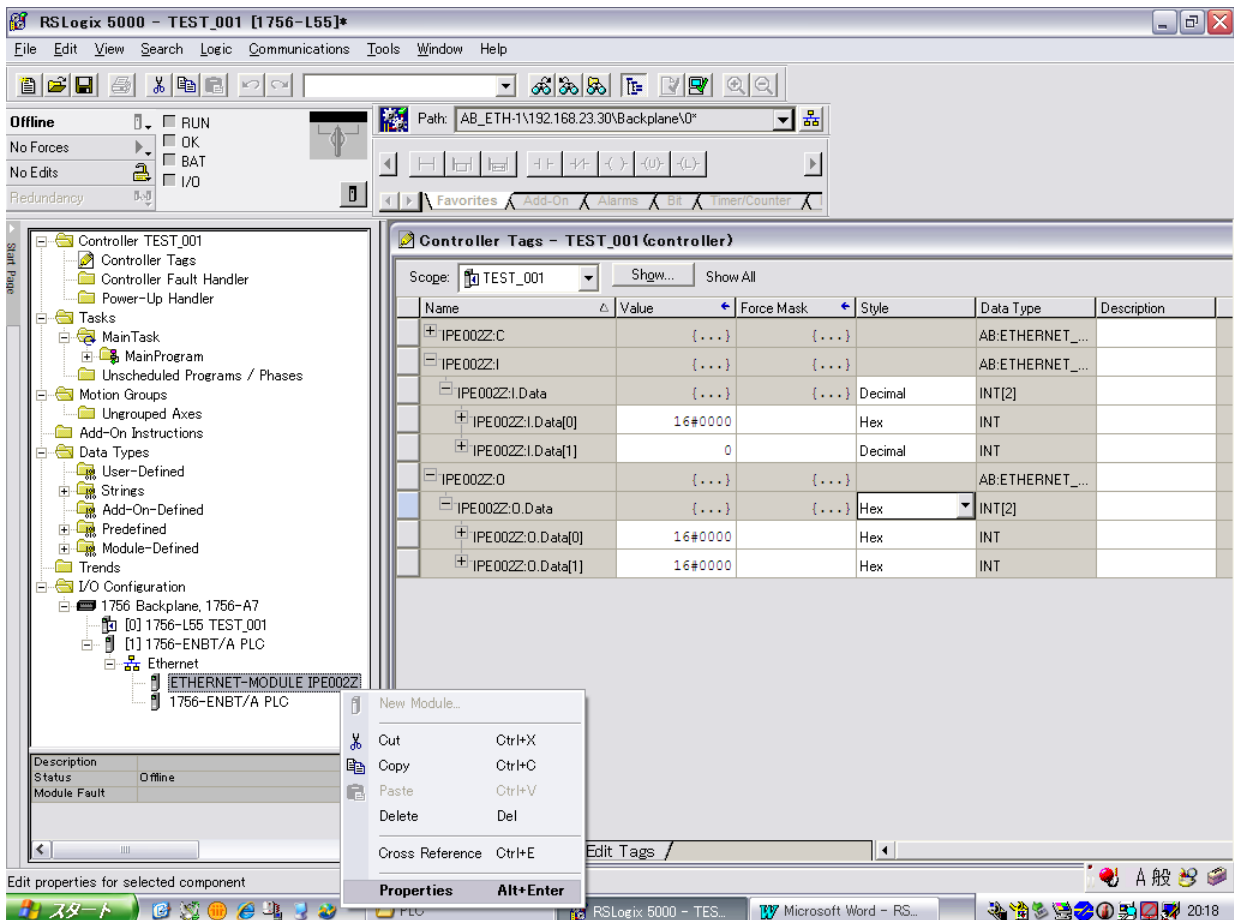 RSLogix 5000 - TEST_001 [1756-L55]*
File Edit View Search Logic Communications Tools Window Help
Offline
RUN
No Forces
OK
No Edits
BAT
Redundancy
I/O
Path: AB_ETH-1\192.168.23.30\Backplane\0*
Favorites Add-On Alarms Bit Timer/Counter
Start Page
Controller TEST_001
Controller Tags
Controller Fault Handler
Power-Up Handler
Tasks
MainTask
MainProgram
Unscheduled Programs / Phases
Motion Groups
Ungrouped Axes
Add-On Instructions
Data Types
User-Defined
Strings
Add-On-Defined
Predefined
Module-Defined
Trends
I/O Configuration
1756 Backplane, 1756-A7
[0] 1756-L55 TEST_001
[1] 1756-ENBT/A PLC
Ethernet
ETHERNET-MODULE IPE002Z
1756-ENBT/A PLC
Description
Status Offline
Module Fault
Controller Tags - TEST_001(controller)
Scope: TEST_001 Show... Show All
Name Value Force Mask Style Data Type Description
IPE002Z:C {...} {...} AB:ETHERNET_...
IPE002Z:I {...} {...} AB:ETHERNET_...
IPE002Z:I.Data {...} {...} Decimal INT[2]
IPE002Z:I.Data[0] 16#0000 Hex INT
IPE002Z:I.Data[1] 0 Decimal INT
IPE002Z:O {...} {...} AB:ETHERNET_...
IPE002Z:O.Data {...} {...} Hex INT[2]
IPE002Z:O.Data[0] 16#0000 Hex INT
IPE002Z:O.Data[1] 16#0000 Hex INT
New Module...
Cut Ctrl+X
Copy Ctrl+C
Paste Ctrl+V
Delete Del
Cross Reference Ctrl+E
Properties Alt+Enter
Edit Tags
Edit properties for selected component
A 般
スタート
PLC
RSLogix 5000 - TES...
Microsoft Word - RS...
20:18